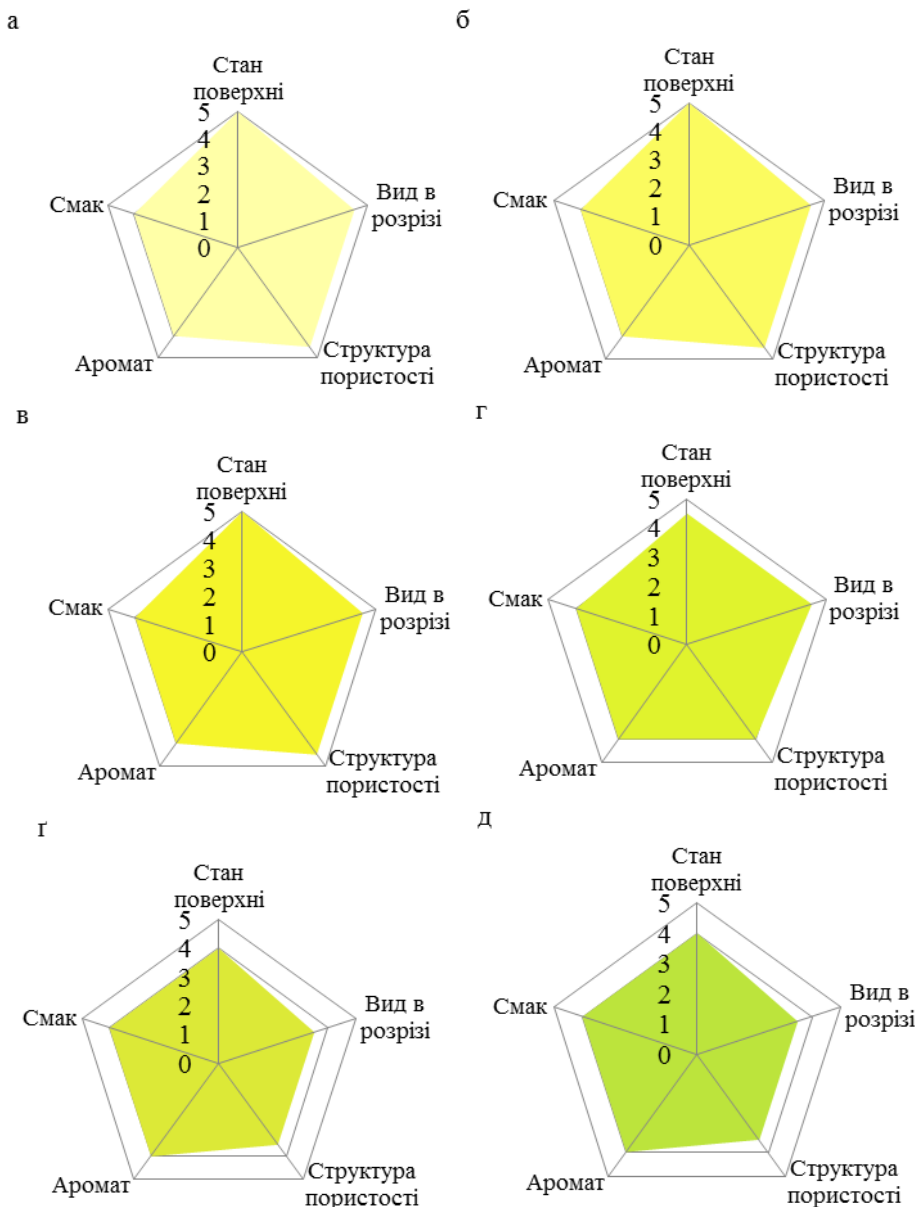 а
Стан
поверхні
5
4
3
2
1
0
Вид в
розрізі
Структура
пористості
Аромат
Смак
б
Стан
поверхні
5
4
3
2
1
0
Вид в
розрізі
Структура
пористості
Аромат
Смак
в
Стан
поверхні
5
4
3
2
1
0
Вид в
розрізі
Структура
пористості
Аромат
Смак
г
Стан
поверхні
5
4
3
2
1
0
Вид в
розрізі
Структура
пористості
Аромат
Смак
ґ
Стан
поверхні
5
4
3
2
1
0
Вид в
розрізі
Структура
пористості
Аромат
Смак
д
Стан
поверхні
5
4
3
2
1
0
Вид в
розрізі
Структура
пористості
Аромат
Смак